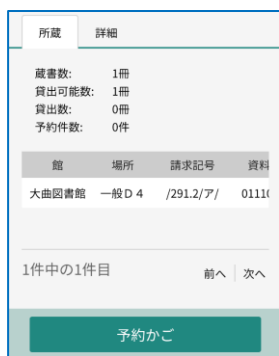 所蔵 詳細
蔵書数: 1冊
貸出可能数: 1冊
貸出数: 0冊
予約件数: 0件
館 場所 請求記号 資料
大曲図書館 一般D4 /291.2/ア/ 01110
1件中の1件目 前へ 次へ
予約かご